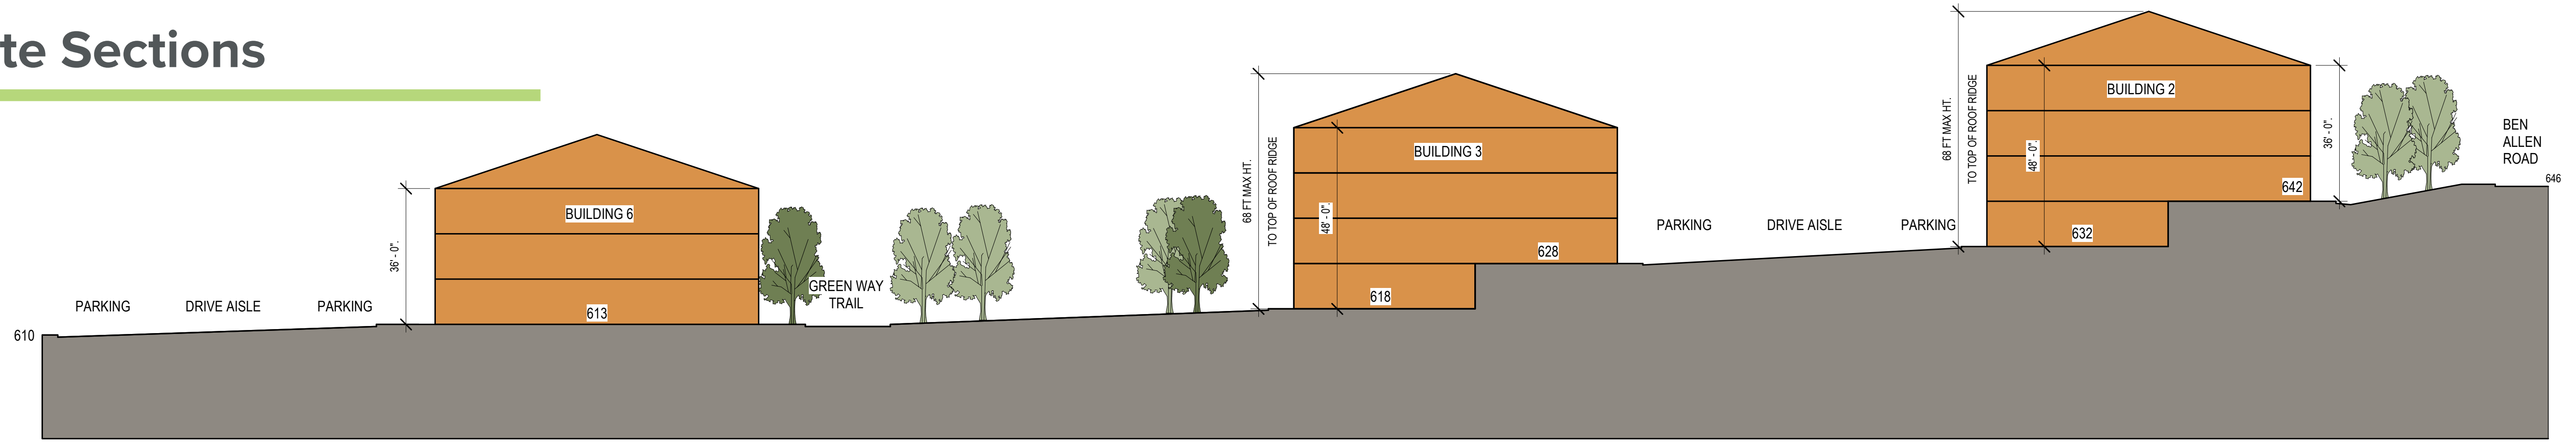 te Sections
610
PARKING
DRIVE AISLE
PARKING
36' - 0".
BUILDING 6
613
GREEN WAY
TRAIL
68 FT MAX HT.
TO TOP OF ROOF RIDGE
48' - 0".
BUILDING 3
628
618
PARKING
DRIVE AISLE
PARKING
68 FT MAX HT.
TO TOP OF ROOF RIDGE
48' - 0".
BUILDING 2
642
632
36' - 0".
BEN
ALLEN
ROAD
646